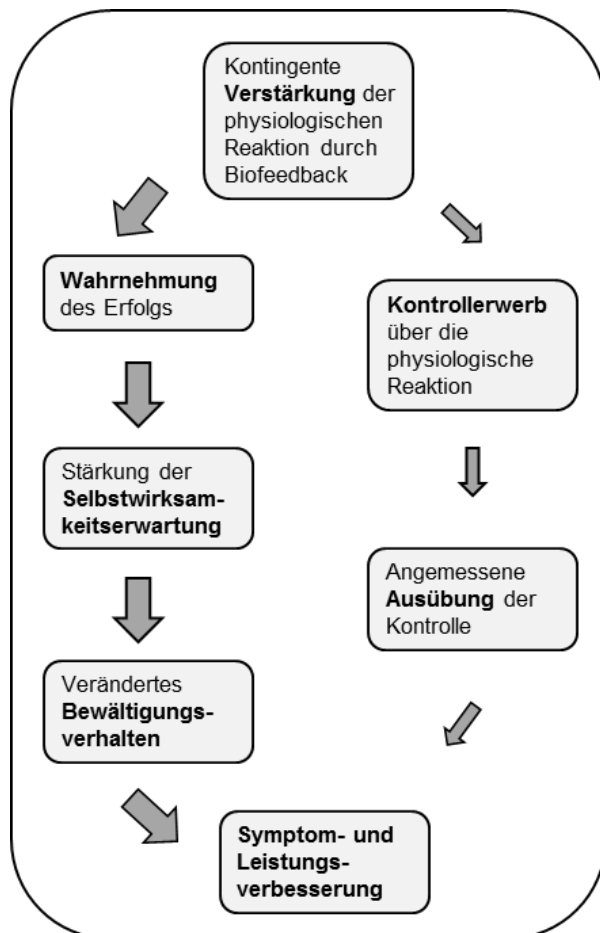 Kontingente
Verstärkung der
physiologischen
Reaktion durch
Biofeedback
Wahrnehmung
des Erfolgs
Stärkung der
Selbstwirksam-
keitserwartung
Verändertes
Bewältigungs-
verhalten
Kontrollerwerb
über die
physiologische
Reaktion
Angemessene
Ausübung der
Kontrolle
Symptom- und
Leistungs-
verbesserung